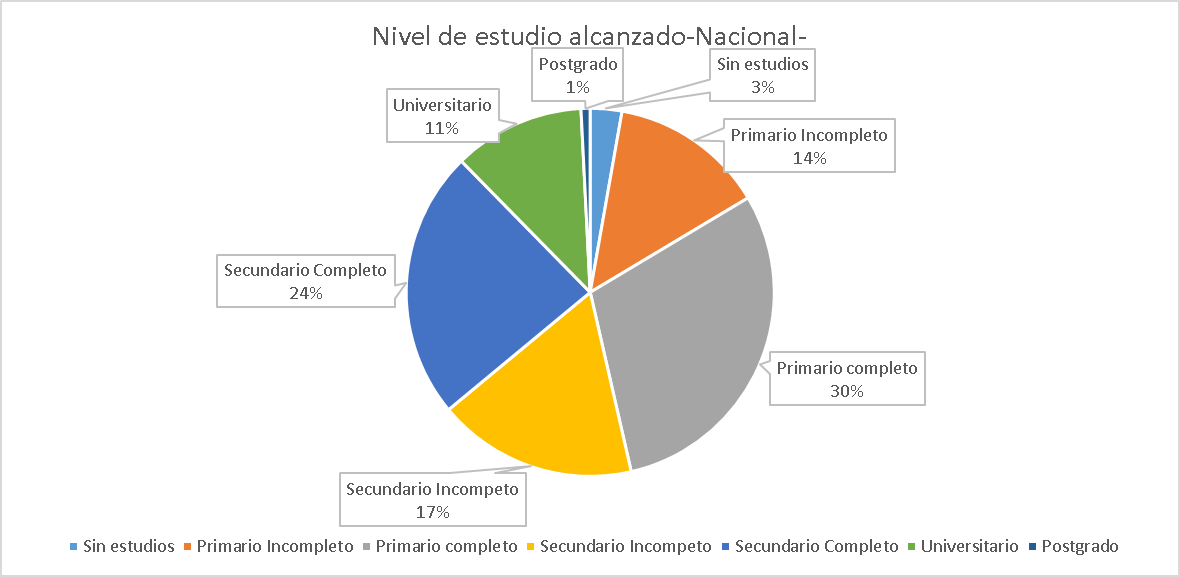 Nivel de estudio alcanzado-Nacional-
Postgrado
1%
Sin estudios
3%
Universitario
11%
Primario Incompleto
14%
Secundario Completo
24%
Primario completo
30%
Secundario Incompeto
17%
Sin estudios Primario Incompleto Primario completo Secundario Incompeto Secundario Completo Universitario Postgrado